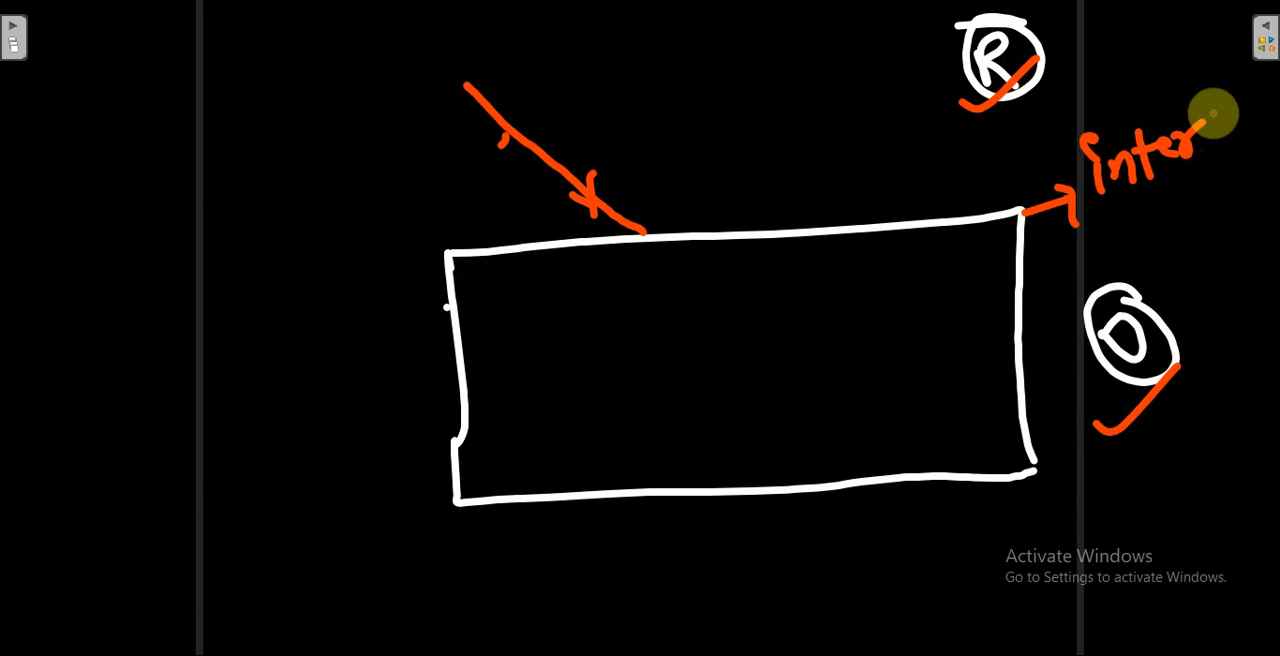 R
inter
D
Activate Windows
Go to Settings to activate Windows.